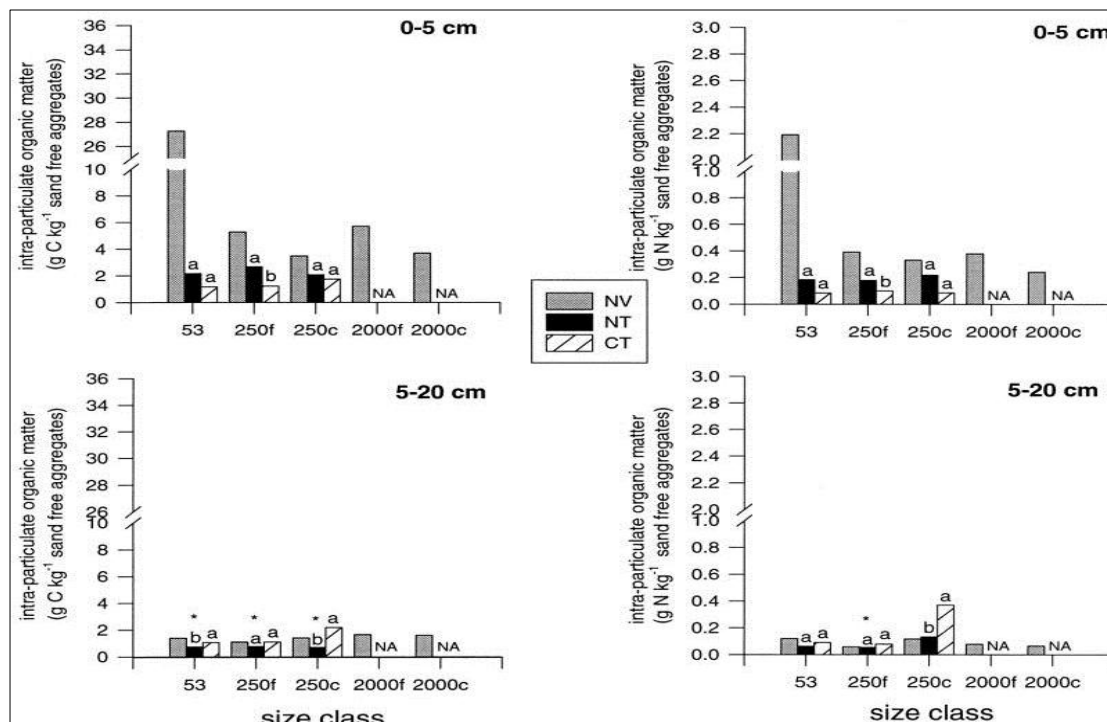 0-5 cm
intra-particulate organic matter
(g C kg-1 sand free aggregates)
36
34
32
30
28
26
10
8
6
4
2
0
a
a
a
b
a
a
NA
NA
53
250f
250c
2000f
2000c
0-5 cm
intra-particulate organic matter
(g N kg-1 sand free aggregates)
3.0
2.8
2.6
2.4
2.2
2.0
1.0
0.8
0.6
0.4
0.2
0.0
a
a
a
b
a
a
NA
NA
53
250f
250c
2000f
2000c
NV
NT
CT
5-20 cm
intra-particulate organic matter
(g C kg-1 sand free aggregates)
36
34
32
30
28
26
10
8
6
4
2
0
*
*
*
b
a
a
a
b
a
NA
NA
53
250f
250c
2000f
2000c
size class
5-20 cm
intra-particulate organic matter
(g N kg-1 sand free aggregates)
3.0
2.8
2.6
2.4
2.2
2.0
1.0
0.8
0.6
0.4
0.2
0.0
*
a
a
a
a
b
a
NA
NA
53
250f
250c
2000f
2000c
size class